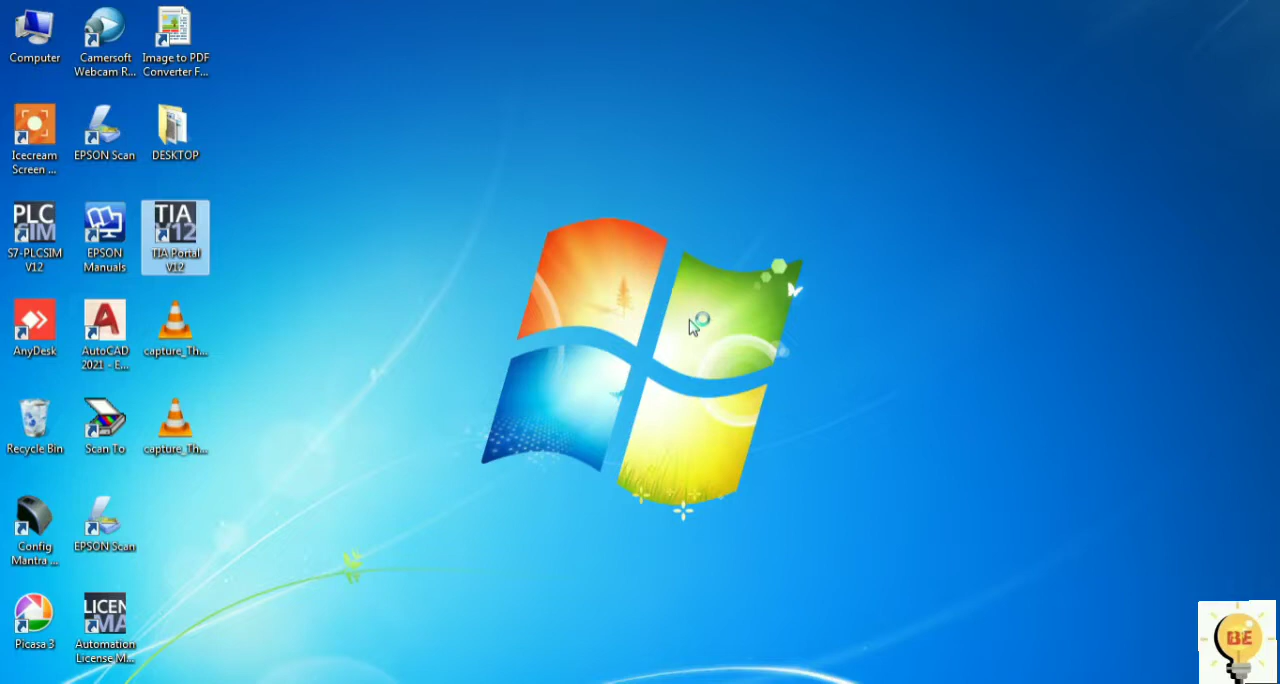 Computer
Camersoft
Webcam R...
Image to PDF
Converter F...
Icecream
Screen ...
EPSON Scan
DESKTOP
PLC
SIM
S7-PLCSIM
V12
EPSON
Manuals
TIA
V12
TIA Portal
V12
AnyDesk
A
AutoCAD
2021 - E...
capture_Th...
Recycle Bin
Scan To
capture_Th...
Config
Mantra ...
EPSON Scan
Picasa 3
LICEN
MA
Automation
License M...
BE